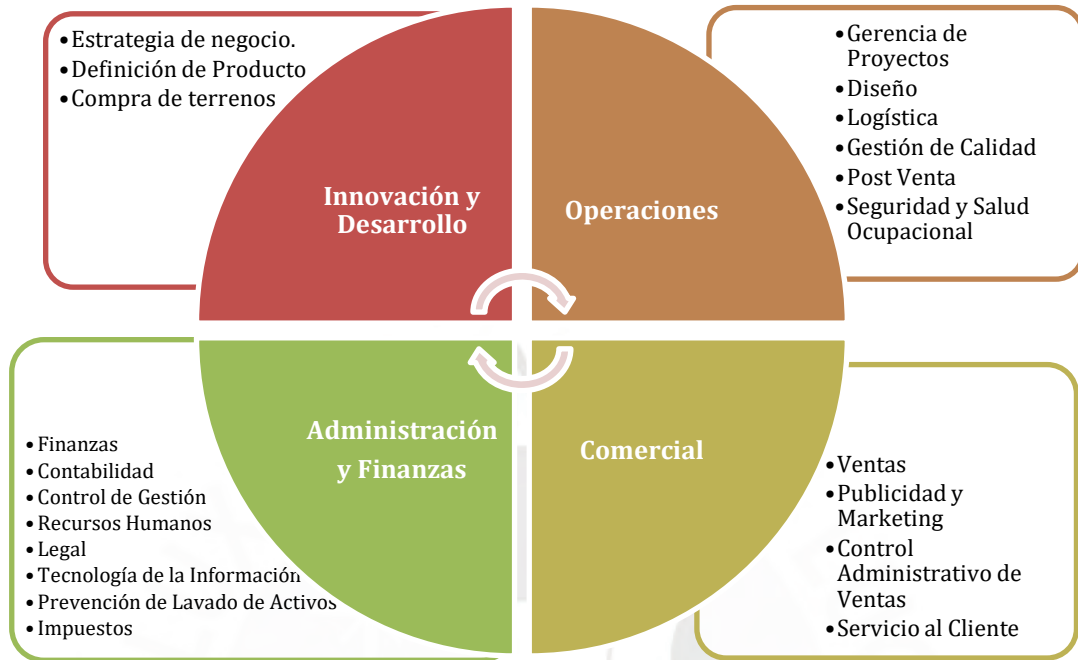 •Estrategia de negocio.
•Definición de Producto
•Compra de terrenos
Innovación y
Desarrollo
Operaciones
•Gerencia de
Proyectos
•Diseño
•Logística
•Gestión de Calidad
•Post Venta
•Seguridad y Salud
Ocupacional
•Finanzas
•Contabilidad
•Control de Gestión
•Recursos Humanos
•Legal
•Tecnología de la Información
•Prevención de Lavado de Activos
•Impuestos
Administración
y Finanzas
Comercial
•Ventas
•Publicidad y
Marketing
•Control
Administrativo de
Ventas
•Servicio al Cliente